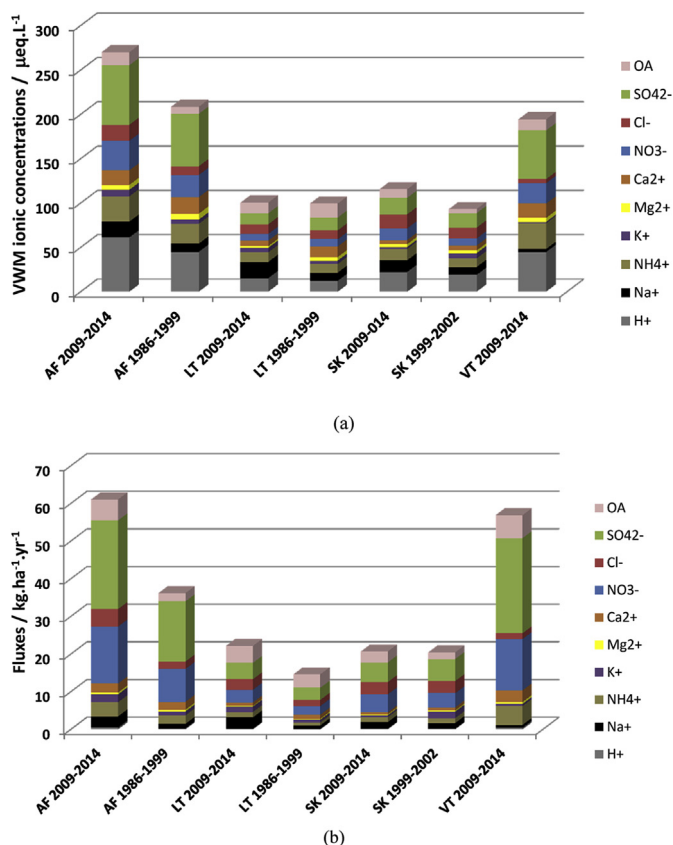 VWM ionic concentrations / µeq.L-1
300
250
200
150
100
50
0
AF 2009-2014
AF 1986-1999
LT 2009-2014
LT 1986-1999
SK 2009-014
SK 1999-2002
VT 2009-2014
OA
SO42-
Cl-
NO3-
Ca2+
Mg2+
K+
NH4+
Na+
H+
(a)
Fluxes / kg.ha-1.yr-1
70
60
50
40
30
20
10
0
AF 2009-2014
AF 1986-1999
LT 2009-2014
LT 1986-1999
SK 2009-2014
SK 1999-2002
VT 2009-2014
OA
SO42-
Cl-
NO3-
Ca2+
Mg2+
K+
NH4+
Na+
H+
(b)